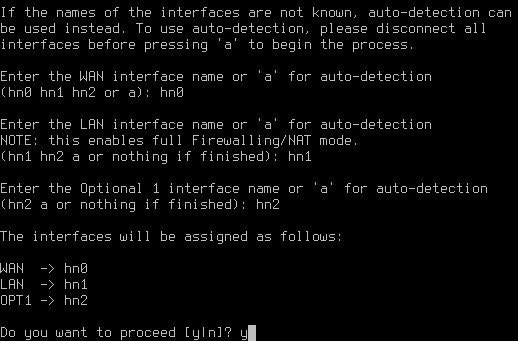 If the names of the interfaces are not known, auto-detection can
be used instead. To use auto-detection, please disconnect all
interfaces before pressing 'a' to begin the process.
Enter the WAN interface name or 'a' for auto-detection
(hn0 hn1 hn2 or a): hn0
Enter the LAN interface name or 'a' for auto-detection
NOTE: this enables full Firewalling/NAT mode.
(hn1 hn2 a or nothing if finished): hn1
Enter the Optional 1 interface name or 'a' for auto-detection
(hn2 a or nothing if finished): hn2
The interfaces will be assigned as follows:
WAN  -> hn0
LAN  -> hn1
OPT1 -> hn2
Do you want to proceed [y|n]? y